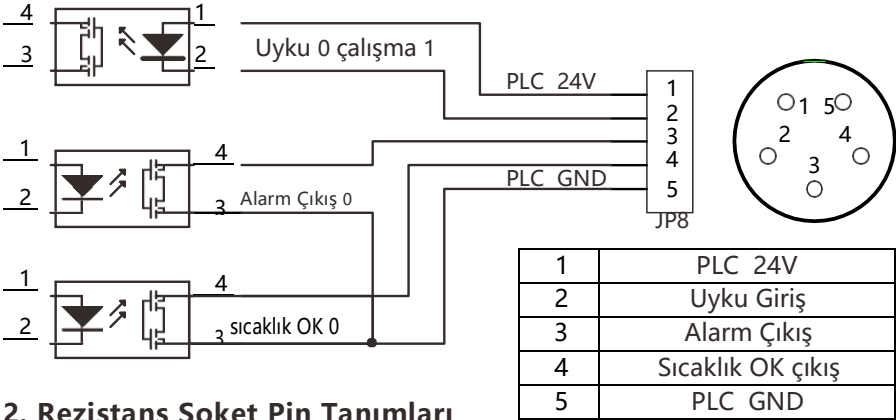 4
3
1
2
Uyku 0 çalışma 1
1
2
4
3
Alarm Çıkış 0
1
2
4
3
sıcaklık OK 0
PLC 24V
PLC GND
1
2
3
4
5
JP8
1 5
2 4
3
1 PLC 24V
2 Uyku Giriş
3 Alarm Çıkış
4 Sıcaklık OK çıkış
5 PLC GND
2. Rezistans Soket Pin Tanımları